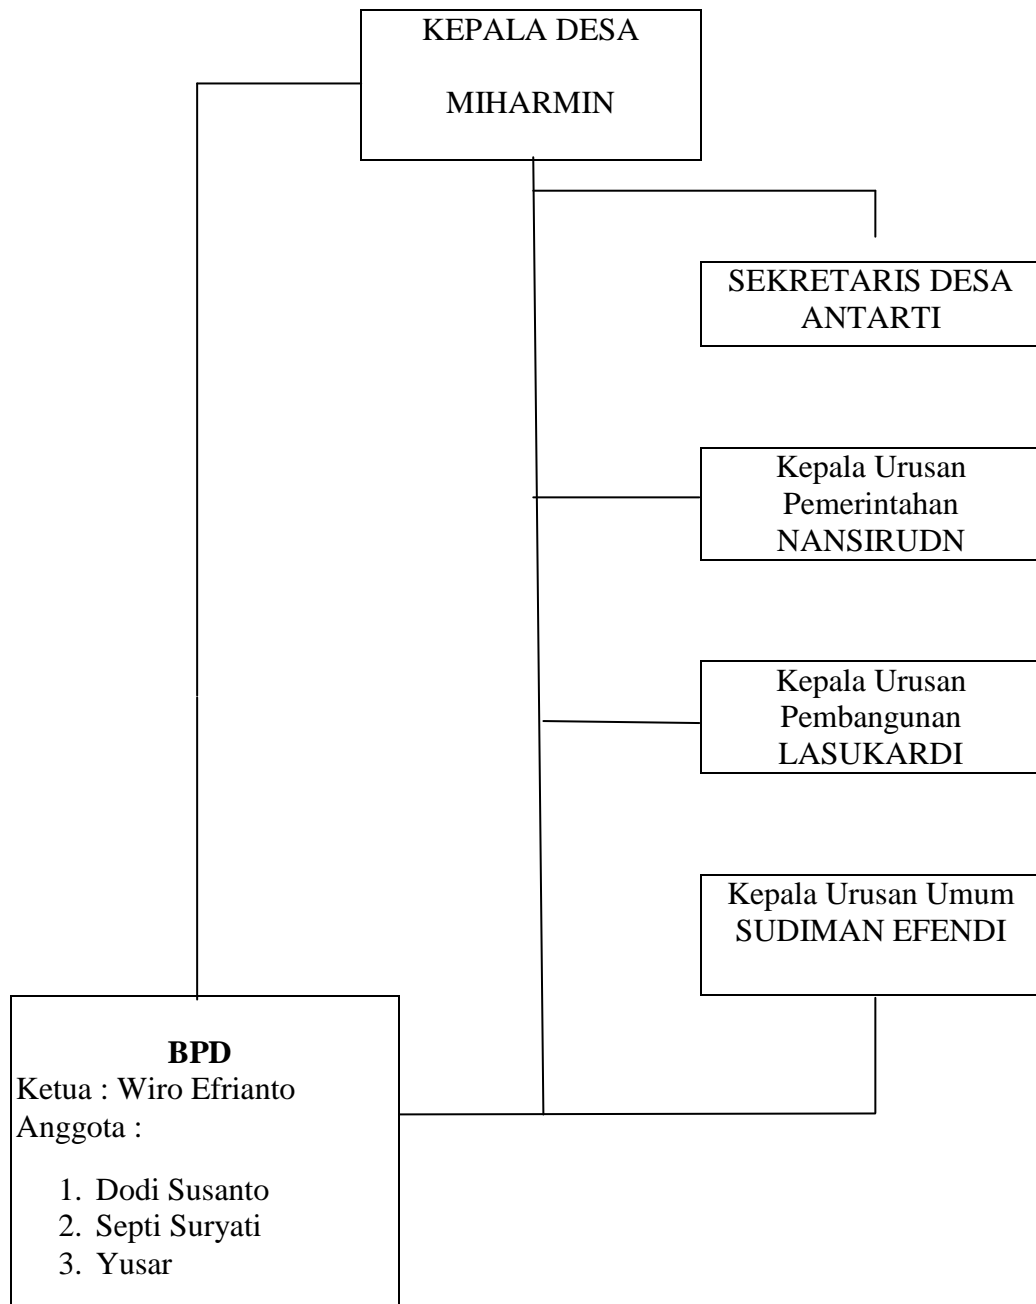 KEPALA DESA
MIHARMIN
SEKRETARIS DESA
ANTARTI
Kepala Urusan
Pemerintahan
NANSIRUDN
Kepala Urusan
Pembangunan
LASUKARDI
Kepala Urusan Umum
SUDIMAN EFENDI
BPD
Ketua : Wiro Efrianto
Anggota :
1. Dodi Susanto
2. Septi Suryati
3. Yusar